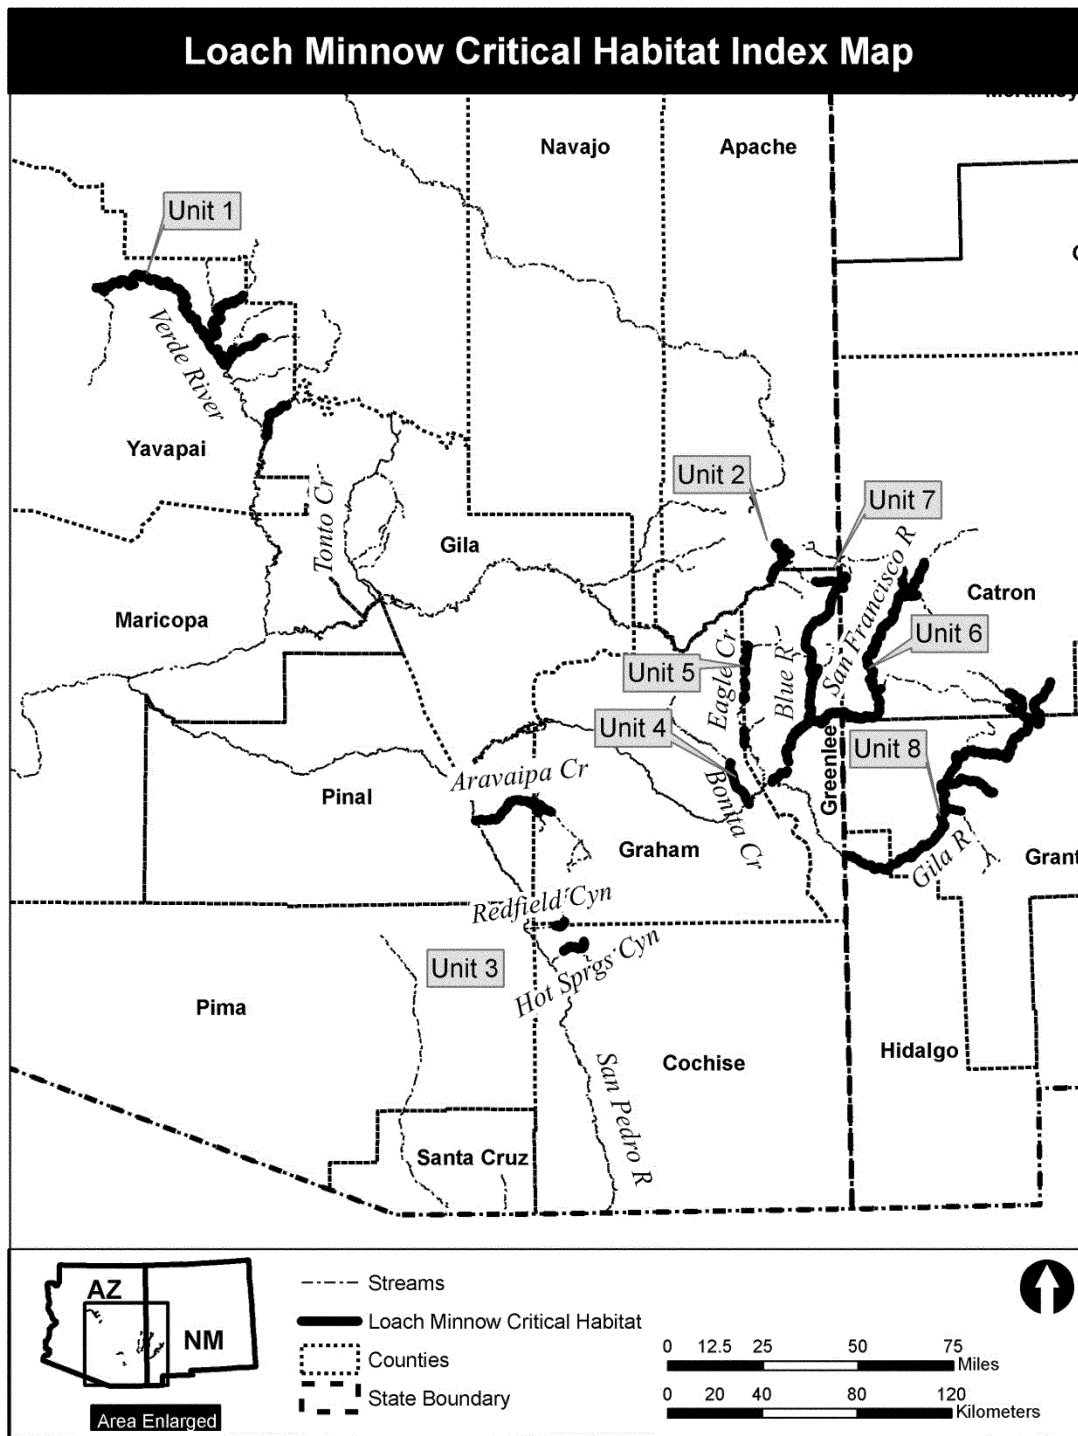 Loach Minnow Critical Habitat Index Map
McKinley
Navajo
Apache
Unit 1
C
Verde River
Yavapai
Unit 2
Unit 7
Tonto Cr
Gila
San Francisco R
Catron
Maricopa
Unit 6
Unit 5
Eagle Cr
Blue R
Unit 4
Unit 8
Greenlee
Aravaipa Cr
Pinal
Bonita Cr
Graham
Gila R
Grant
Redfield Cyn
Unit 3
Hot Sprgs Cyn
Pima
Cochise
Hidalgo
San Pedro R
Santa Cruz
AZ
NM
Area Enlarged
Streams
Loach Minnow Critical Habitat
Counties
State Boundary
0 12.5 25 50 75
Miles
0 20 40 80 120
Kilometers